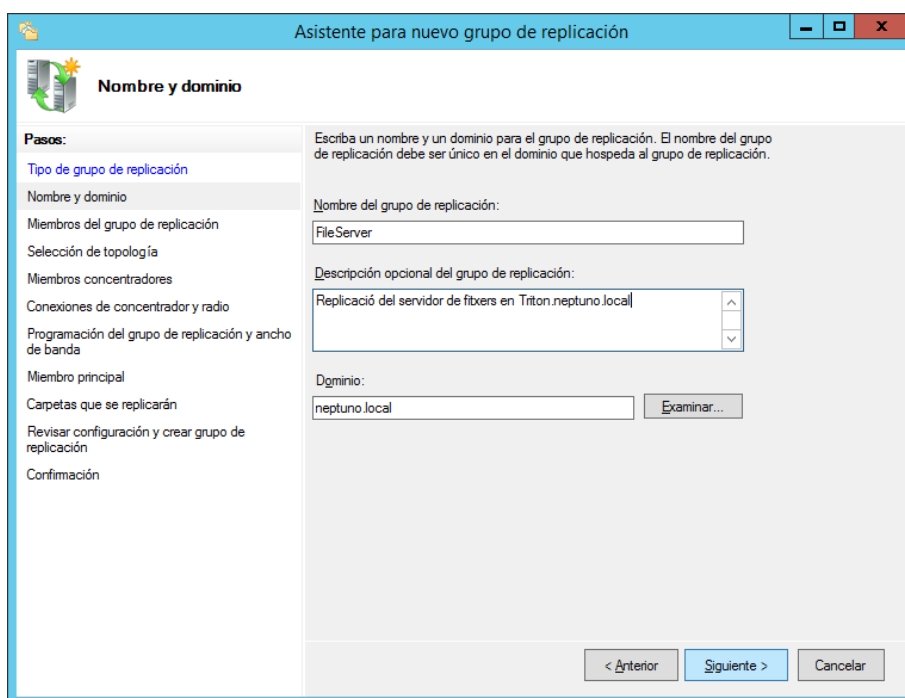 Asistente para nuevo grupo de replicación
Nombre y dominio
Pasos:
Tipo de grupo de replicación
Nombre y dominio
Miembros del grupo de replicación
Selección de topología
Miembros concentradores
Conexiones de concentrador y radio
Programación del grupo de replicación y ancho
de banda
Miembro principal
Carpetas que se replicarán
Revisar configuración y crear grupo de
replicación
Confirmación
Escriba un nombre y un dominio para el grupo de replicación. El nombre del grupo
de replicación debe ser único en el dominio que hospeda al grupo de replicación.
Nombre del grupo de replicación:
FileServer
Descripción opcional del grupo de replicación:
Replicació del servidor de fitxers en Triton.neptuno.local
Dominio:
neptuno.local
Examinar...
< Anterior
Siguiente >
Cancelar